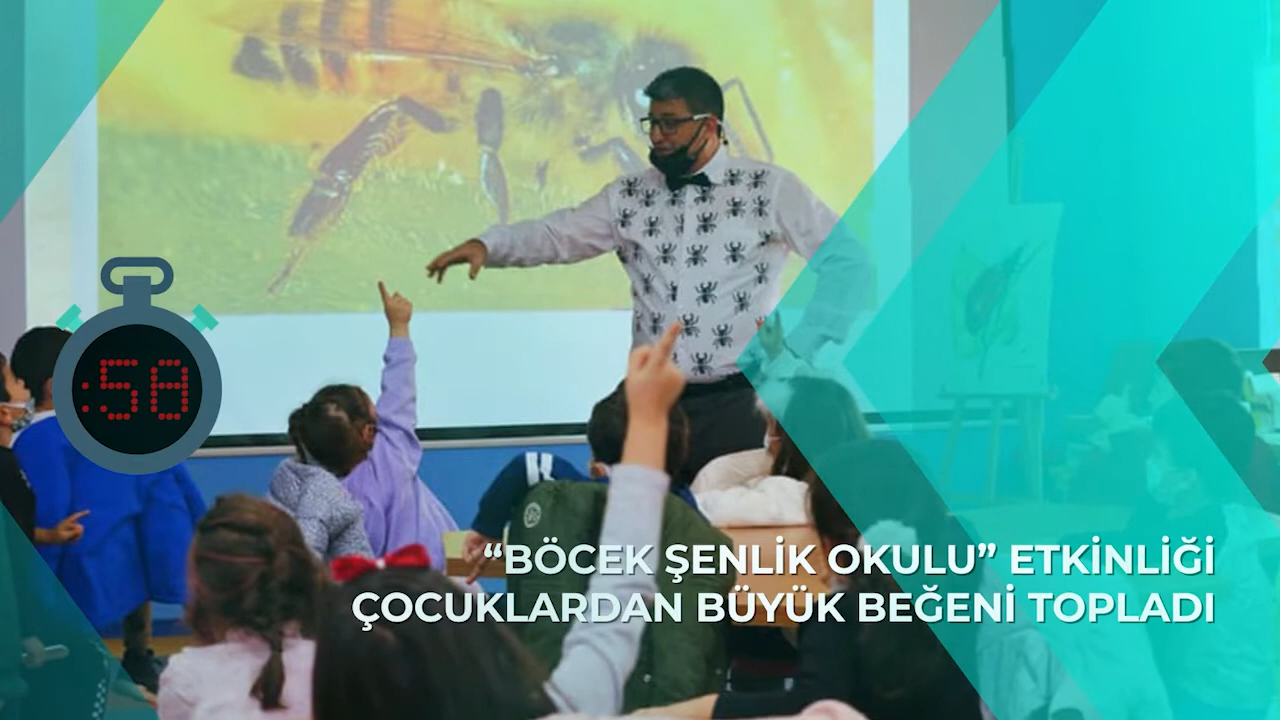 :58
“BÖCEK ŞENLİK OKULU” ETKİNLİĞİ
ÇOCUKLARDAN BÜYÜK BEĞENİ TOPLADI